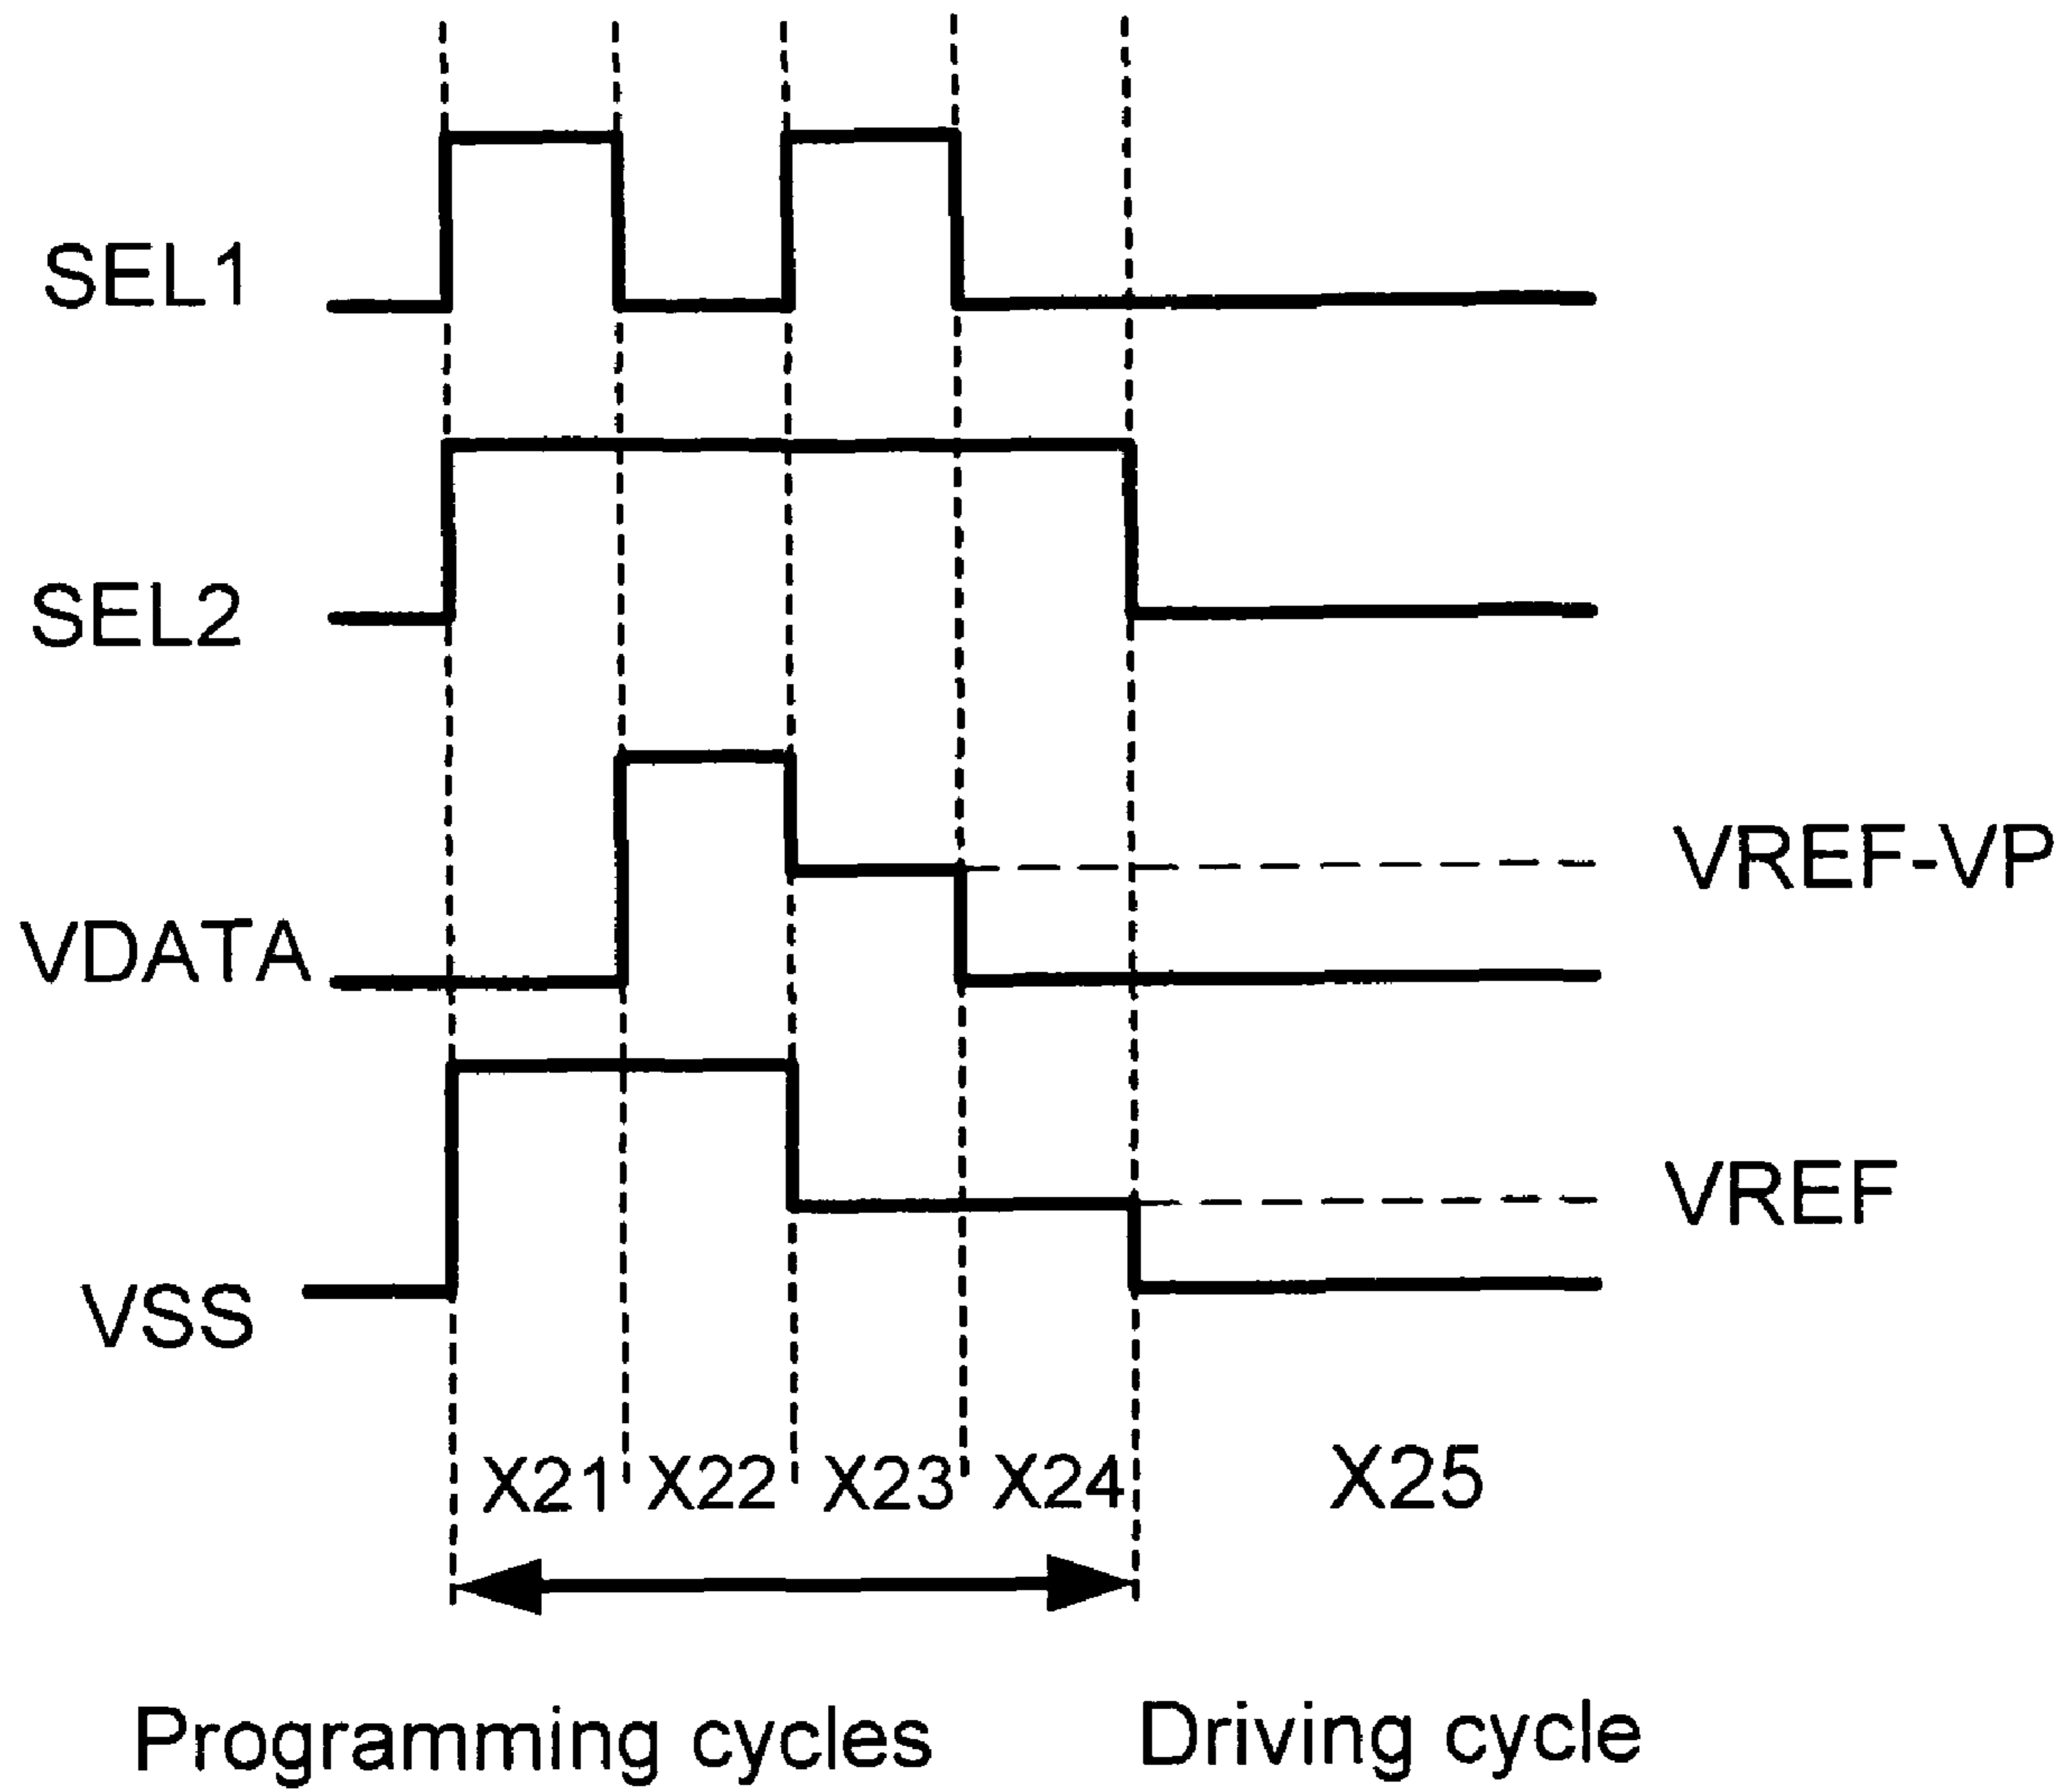 SEL1
SEL2
VREF-VP
VDATA
VREF
VSS
X21 X22 X23 X24 X25
Programming cycles Driving cycle